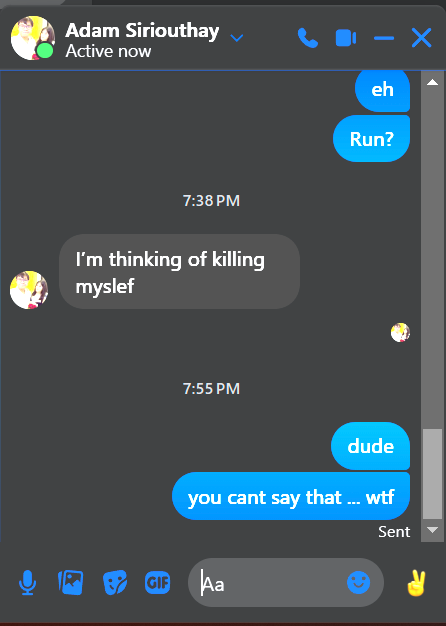 Adam Siriouthay
Active now
eh
Run?
7:38 PM
I'm thinking of killing
myslef
7:55 PM
dude
you cant say that ... wtf
Sent
GIF
Aa